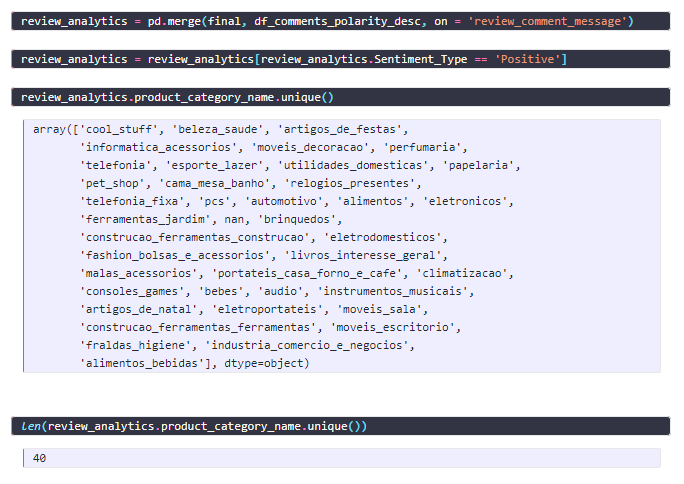 review_analytics = pd.merge(final, df_comments_polarity_desc, on = 'review_comment_message')
review_analytics = review_analytics[review_analytics.Sentiment_Type == 'Positive']
review_analytics.product_category_name.unique()
array(['cool_stuff', 'beleza_saude', 'artigos_de_festas',
'informatica_acessorios', 'moveis_decoracao', 'perfumaria',
'telefonia', 'esporte_lazer', 'utilidades_domesticas', 'papelaria',
'pet_shop', 'cama_mesa_banho', 'relogios_presentes',
'telefonia_fixa', 'pcs', 'automotivo', 'alimentos', 'eletronicos',
'ferramentas_jardim', nan, 'brinquedos',
'construcao_ferramentas_construcao', 'eletrodomesticos',
'fashion_bolsas_e_acessorios', 'livros_interesse_geral',
'malas_acessorios', 'portateis_casa_forno_e_cafe', 'climatizacao',
'consoles_games', 'bebes', 'audio', 'instrumentos_musicais',
'artigos_de_natal', 'eletroportateis', 'moveis_sala',
'construcao_ferramentas_ferramentas', 'moveis_escritorio',
'fraldas_higiene', 'industria_comercio_e_negocios',
'alimentos_bebidas'], dtype=object)
len(review_analytics.product_category_name.unique())
40